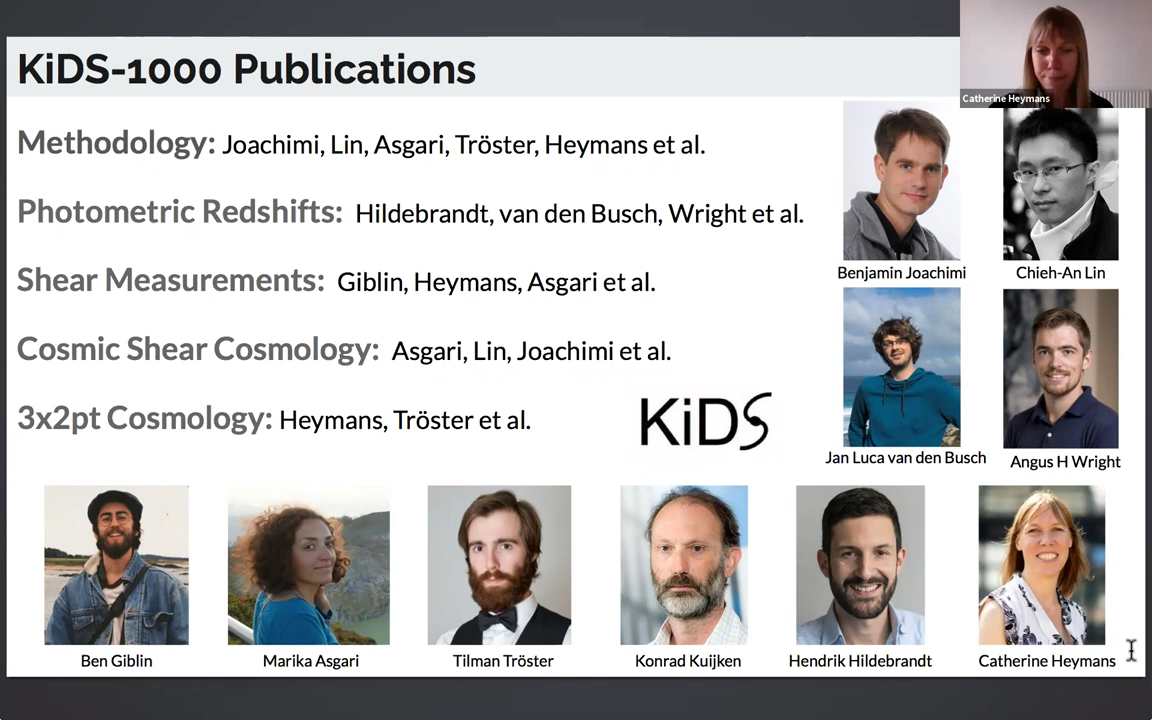 KiDS-1000 Publications
Catherine Heymans
Methodology: Joachimi, Lin, Asgari, Tröster, Heymans et al.
Photometric Redshifts: Hildebrandt, van den Busch, Wright et al.
Shear Measurements: Giblin, Heymans, Asgari et al.
Cosmic Shear Cosmology: Asgari, Lin, Joachimi et al.
3x2pt Cosmology: Heymans, Tröster et al.
KiDS
Benjamin Joachimi
Chieh-An Lin
Jan Luca van den Busch
Angus H Wright
Ben Giblin
Marika Asgari
Tilman Tröster
Konrad Kuijken
Hendrik Hildebrandt
Catherine Heymans